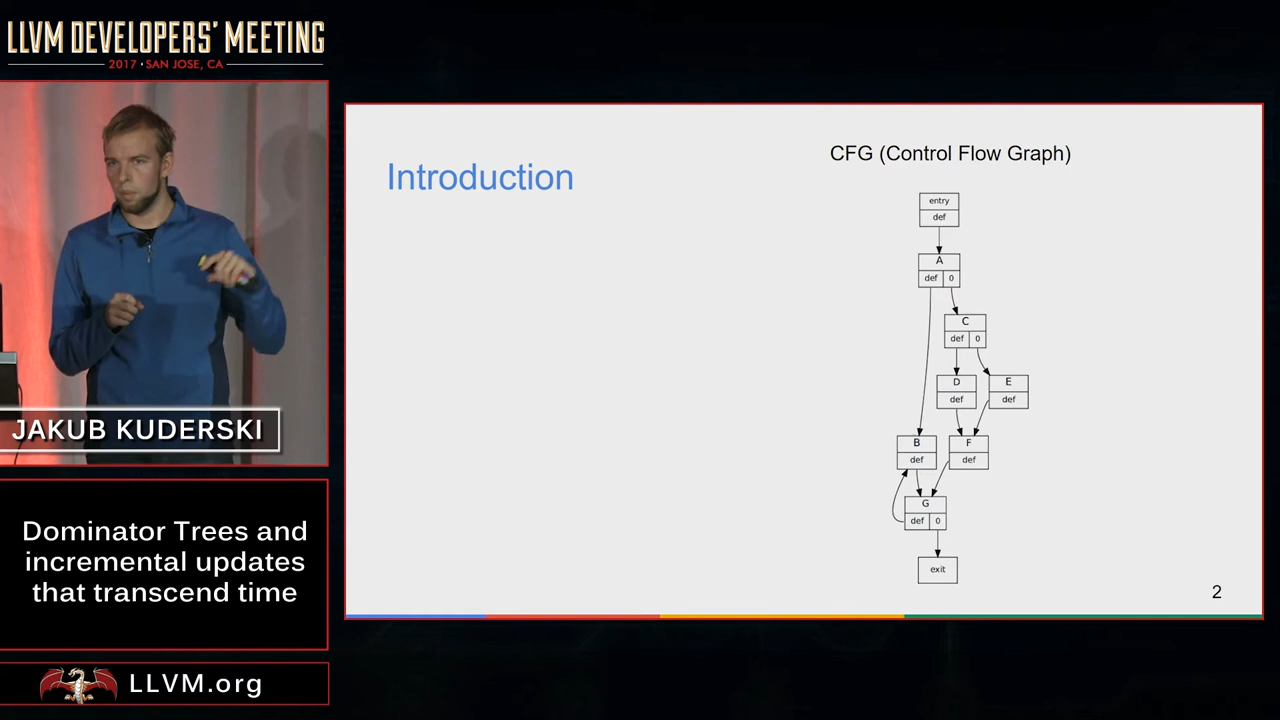 LLVM DEVELOPERS' MEETING
2017 · SAN JOSE, CA
JAKUB KUDERSKI
Dominator Trees and
incremental updates
that transcend time
LLVM.org
Introduction
CFG (Control Flow Graph)
entry
def
A
def 0
C
def 0
D E
def def
B F
def def
G
def 0
exit
2